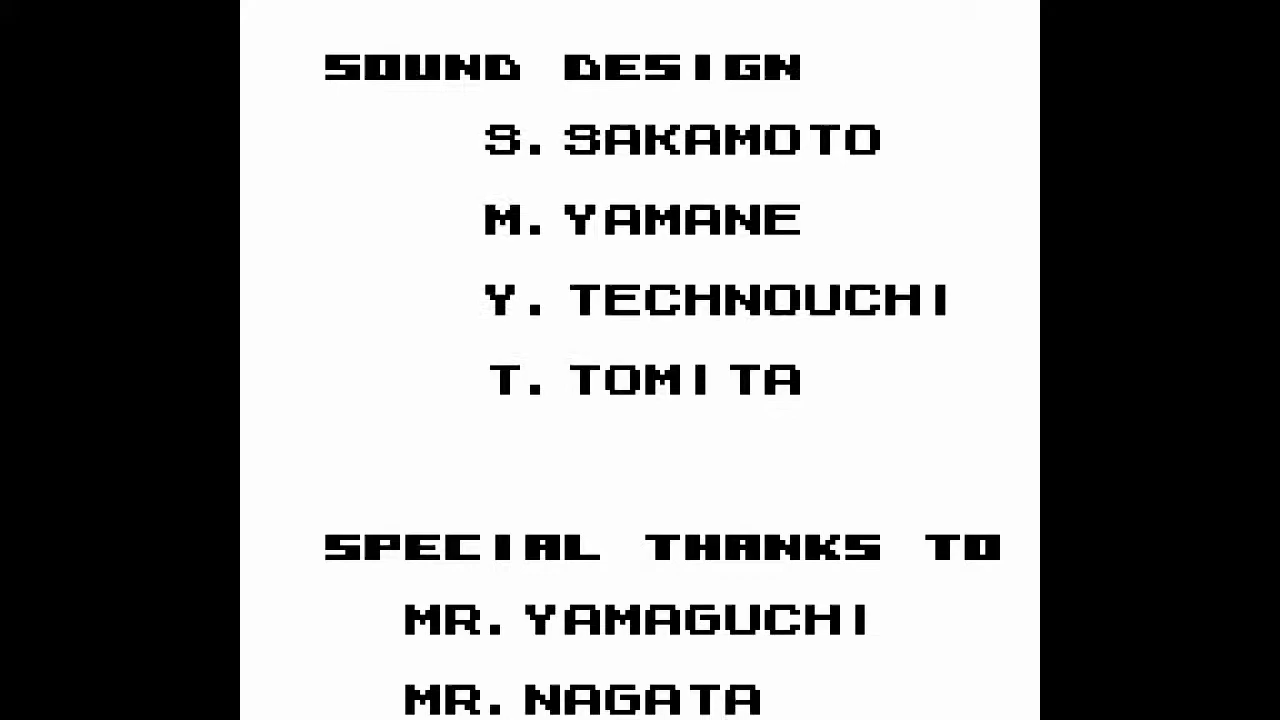 SOUND DESIGN
S. SAKAMOTO
M. YAMANE
Y. TECHNOUCHI
T. TOMITA
SPECIAL THANKS TO
MR. YAMAGUCHI
MR. NAGATA